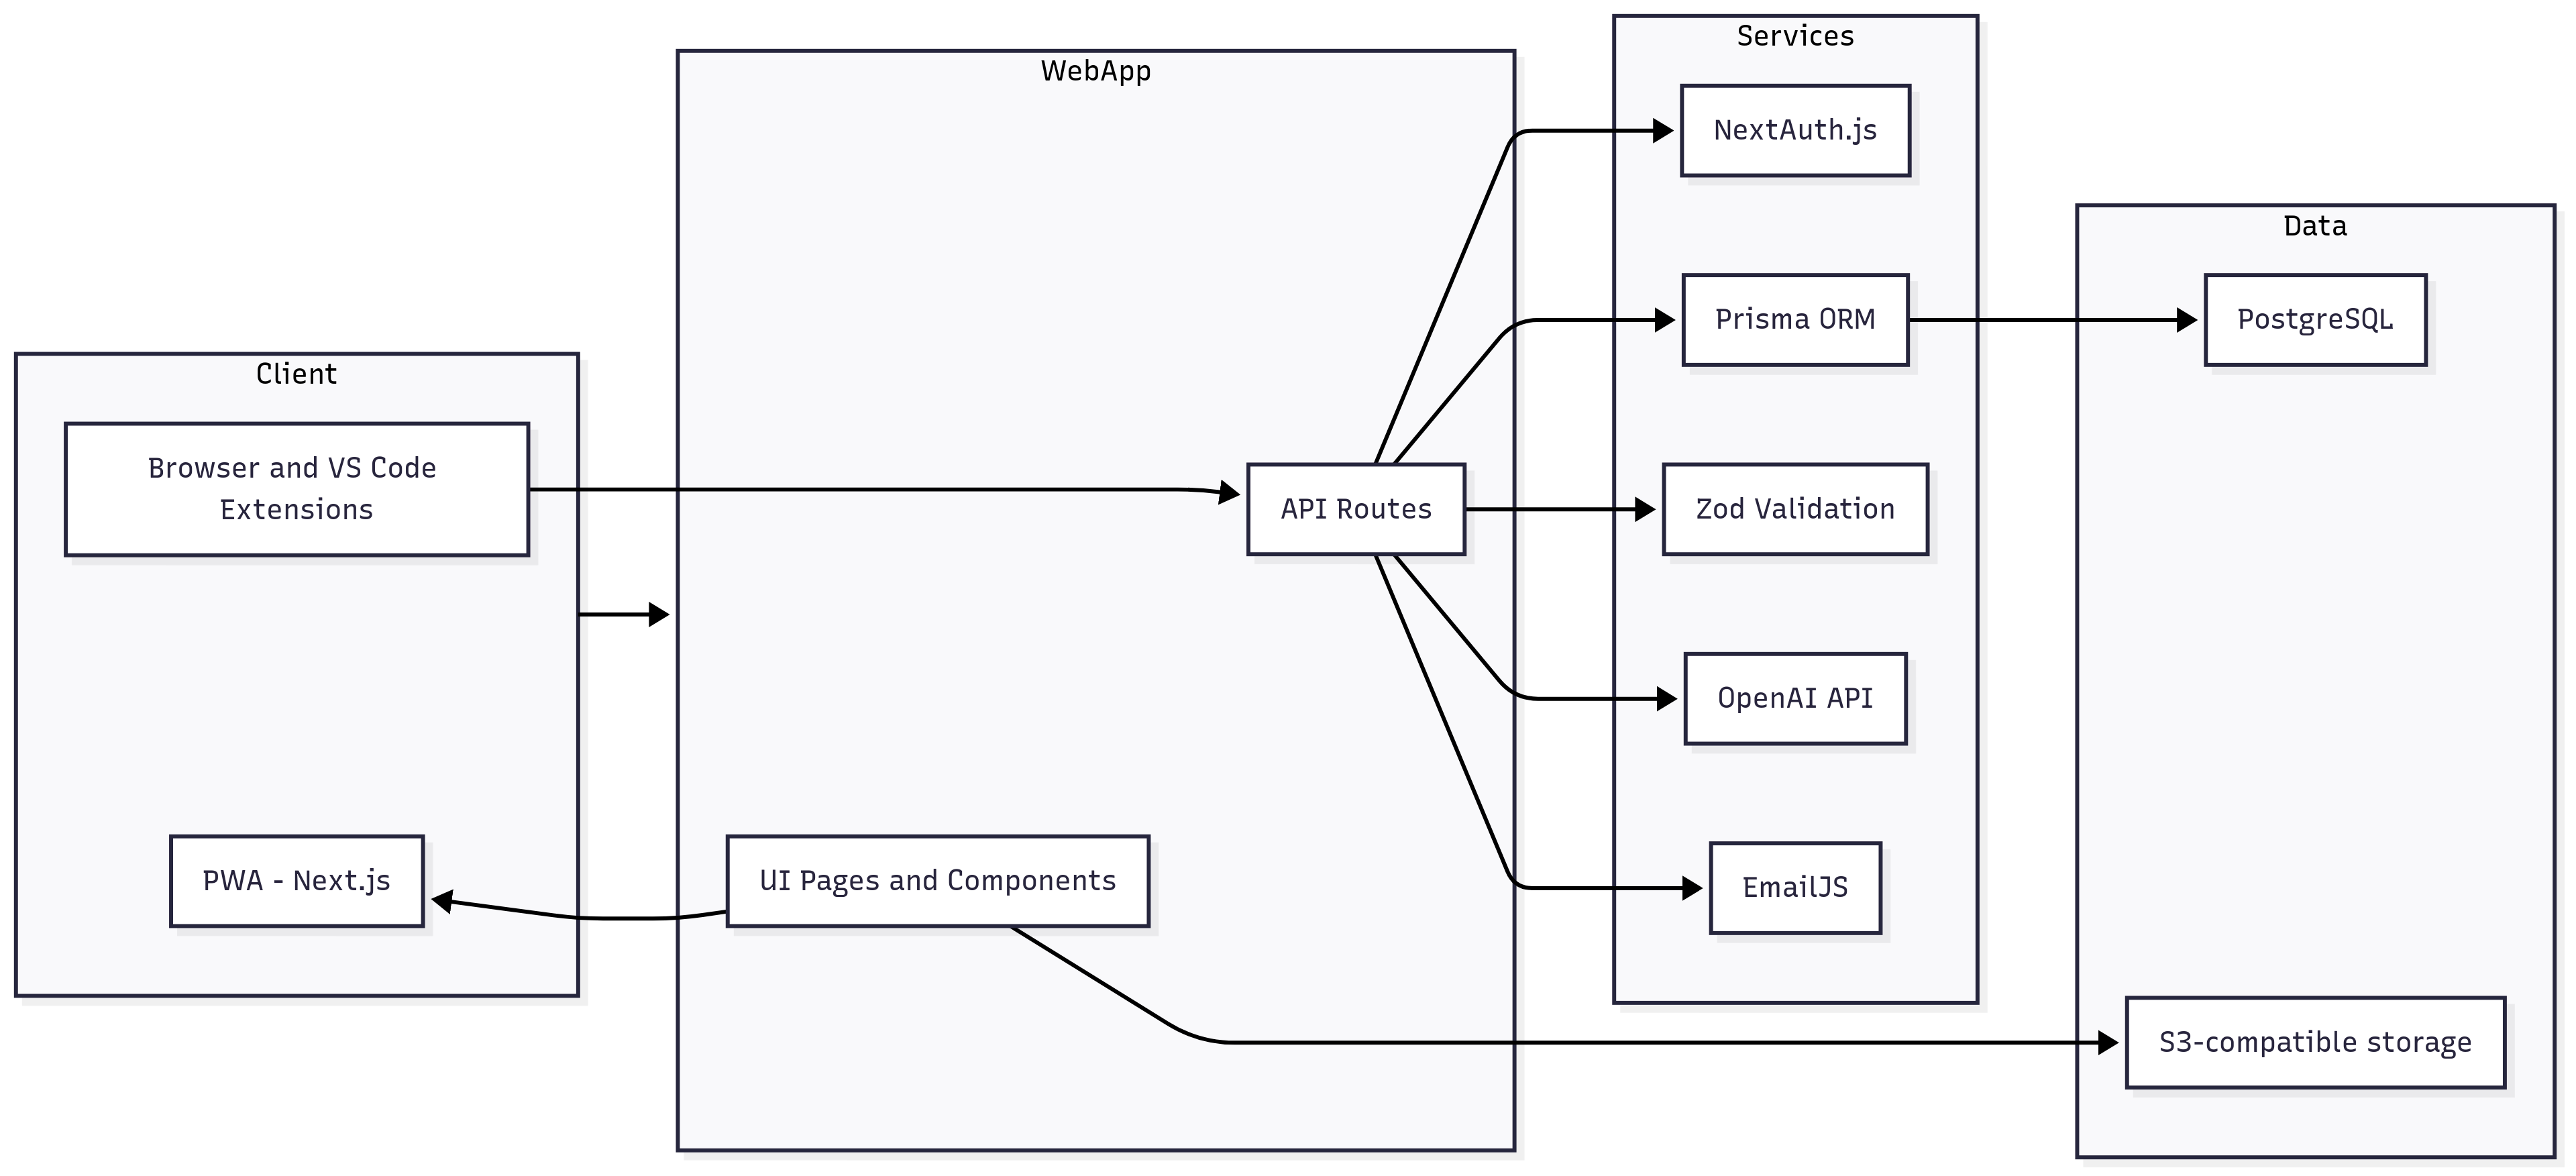 Client
Browser and VS Code
Extensions
PWA - Next.js
WebApp
API Routes
UI Pages and Components
Services
NextAuth.js
Prisma ORM
Zod Validation
OpenAI API
EmailJS
Data
PostgreSQL
S3-compatible storage